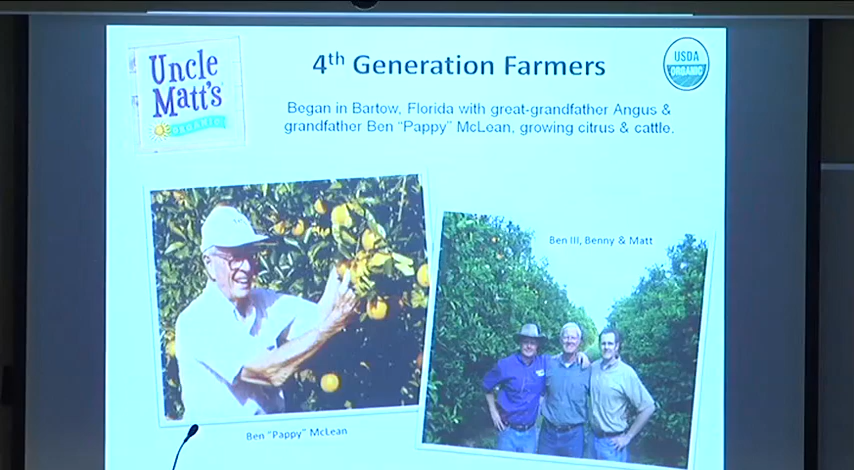 Uncle
Matt's
ORGANIC
4th Generation Farmers
USDA
ORGANIC
Began in Bartow, Florida with great-grandfather Angus &
grandfather Ben "Pappy" McLean, growing citrus & cattle.
Ben III, Benny & Matt
Ben "Pappy" McLean